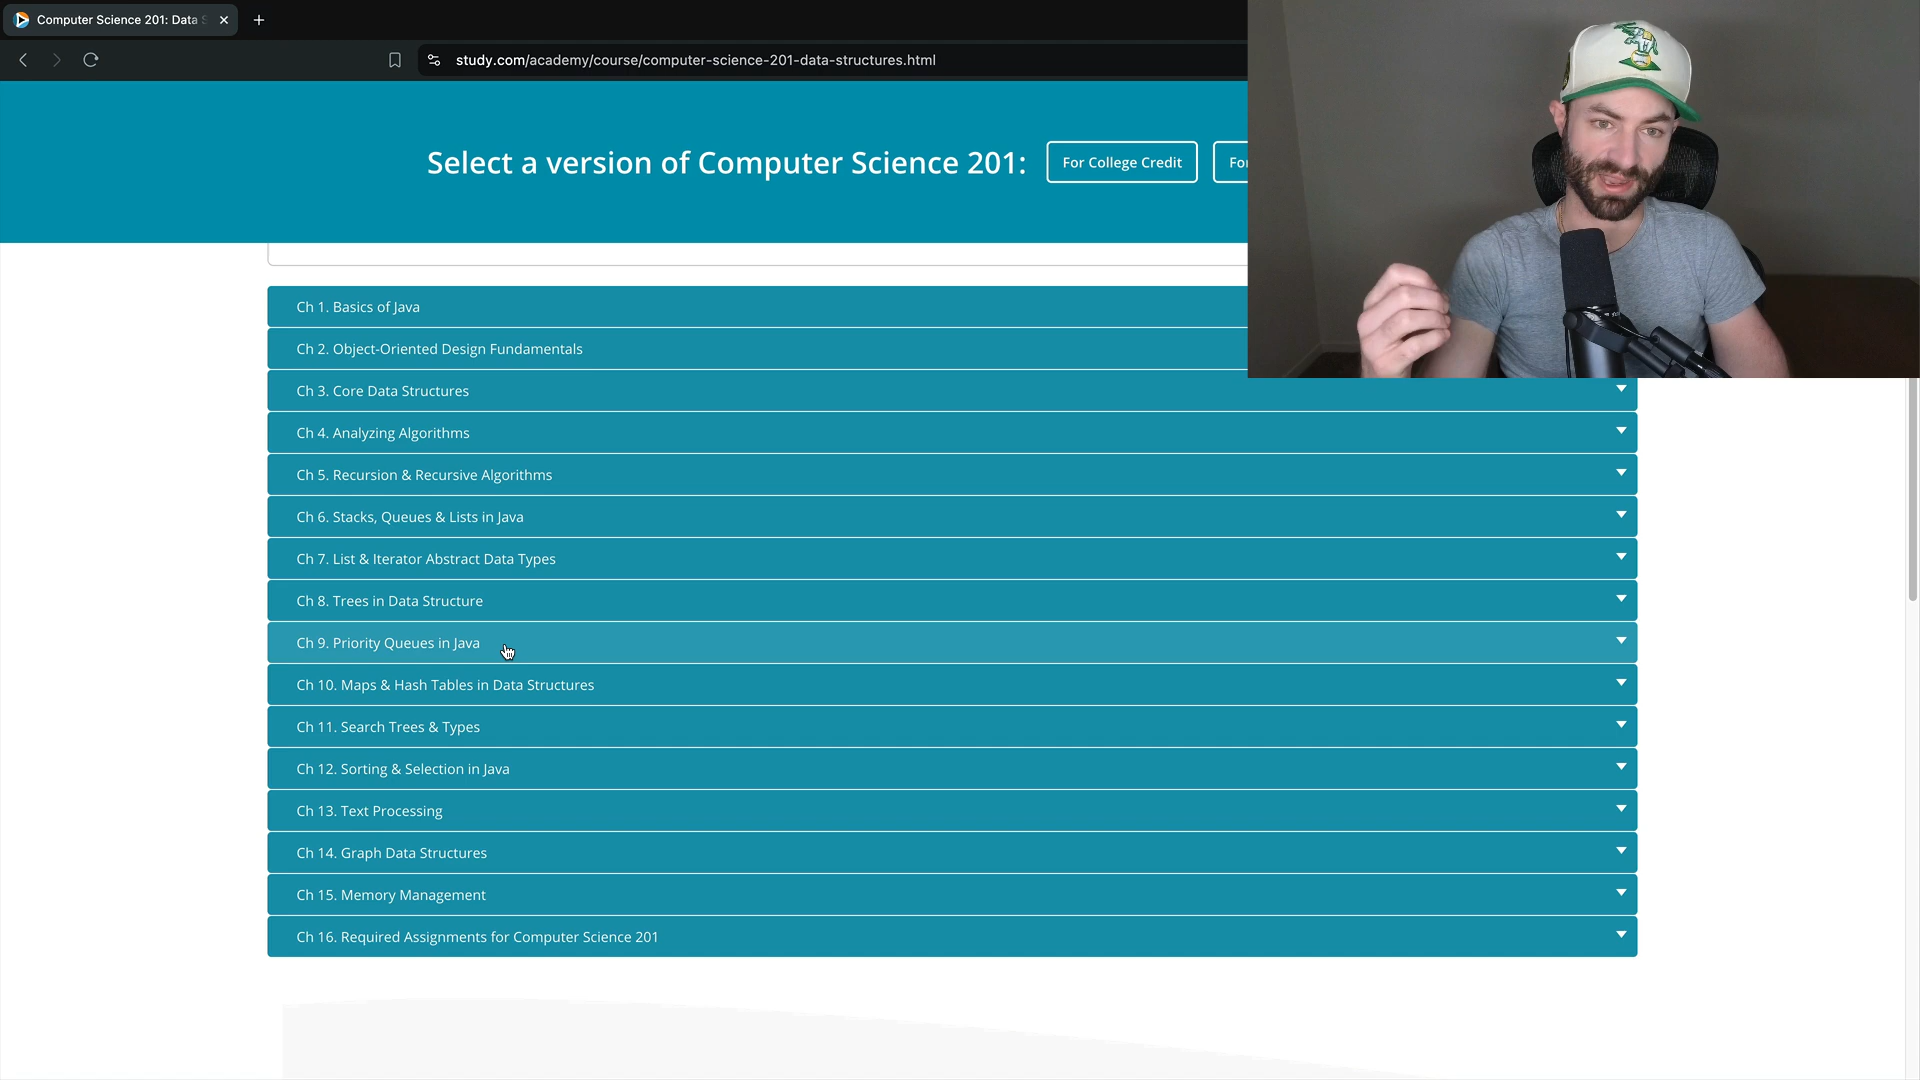 Computer Science 201: Data S
study.com/academy/course/computer-science-201-data-structures.html
Select a version of Computer Science 201:
For College Credit
For
Ch 1. Basics of Java
Ch 2. Object-Oriented Design Fundamentals
Ch 3. Core Data Structures
Ch 4. Analyzing Algorithms
Ch 5. Recursion & Recursive Algorithms
Ch 6. Stacks, Queues & Lists in Java
Ch 7. List & Iterator Abstract Data Types
Ch 8. Trees in Data Structure
Ch 9. Priority Queues in Java
Ch 10. Maps & Hash Tables in Data Structures
Ch 11. Search Trees & Types
Ch 12. Sorting & Selection in Java
Ch 13. Text Processing
Ch 14. Graph Data Structures
Ch 15. Memory Management
Ch 16. Required Assignments for Computer Science 201